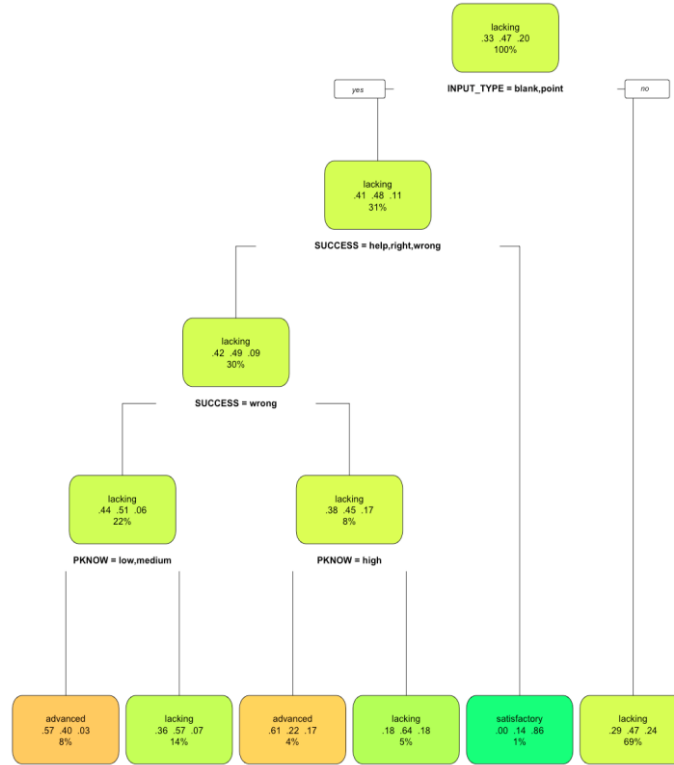 lacking
.33 .47 .20
100%
yes
INPUT_TYPE = blank,point
no
lacking
.41 .48 .11
31%
SUCCESS = help,right,wrong
lacking
.42 .49 .09
30%
SUCCESS = wrong
lacking
.44 .51 .06
22%
lacking
.38 .45 .17
8%
PKNOW = low,medium
PKNOW = high
advanced
.57 .40 .03
8%
lacking
.36 .57 .07
14%
advanced
.61 .22 .17
4%
lacking
.18 .64 .18
5%
satisfactory
.00 .14 .86
1%
lacking
.29 .47 .24
69%